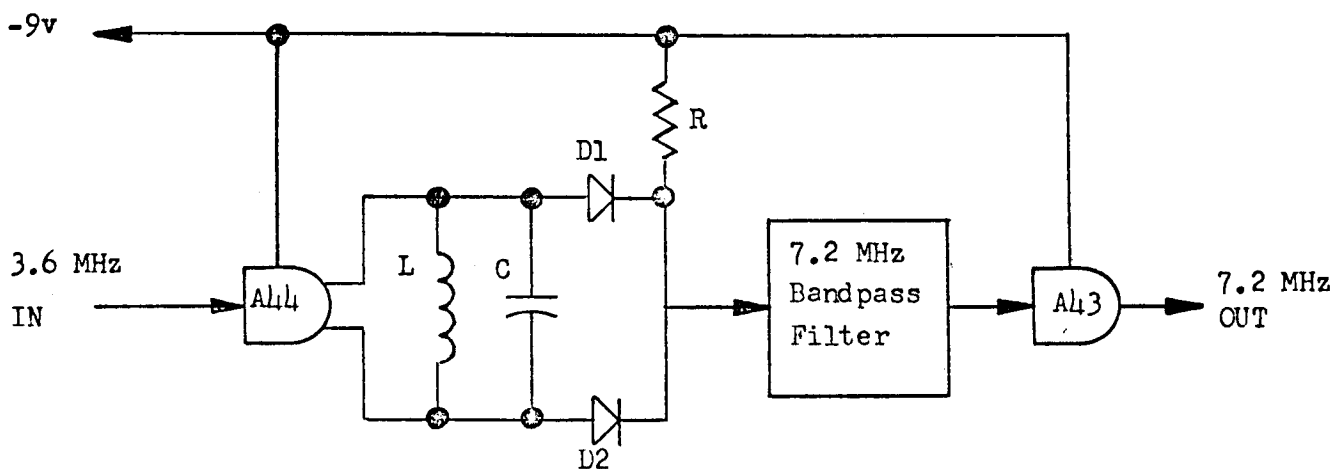 -9v
R
D1
3.6 MHz
IN
A44
L
C
7.2 MHz
Bandpass
Filter
A43
7.2 MHz
OUT
D2